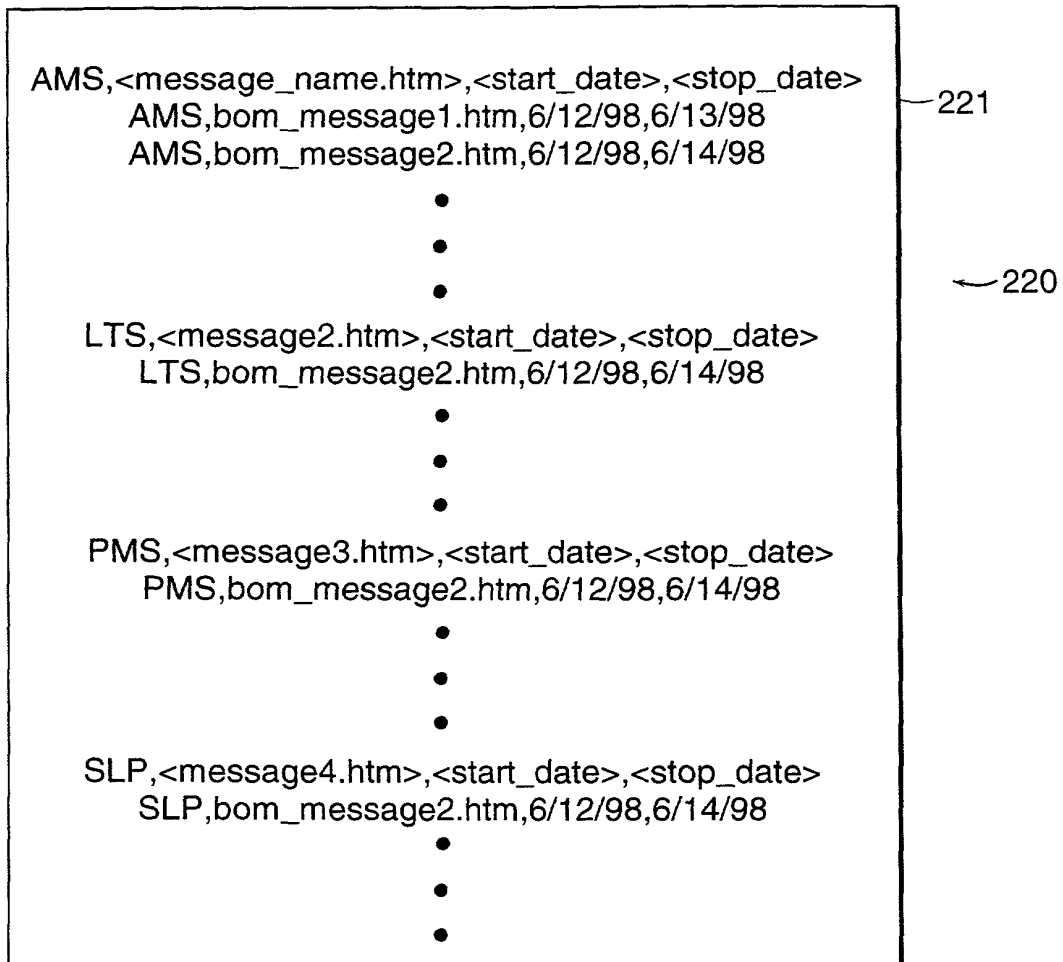 AMS,<message_name.htm>,<start_date>,<stop_date>
AMS,bom_message1.htm,6/12/98,6/13/98
221
AMS,bom_message2.htm,6/12/98,6/14/98
220
LTS,<message2.htm>,<start_date>,<stop_date>
LTS,bom_message2.htm,6/12/98,6/14/98
PMS,<message3.htm>,<start_date>,<stop_date>
PMS,bom_message2.htm,6/12/98,6/14/98
SLP,<message4.htm>,<start_date>,<stop_date>
SLP,bom_message2.htm,6/12/98,6/14/98